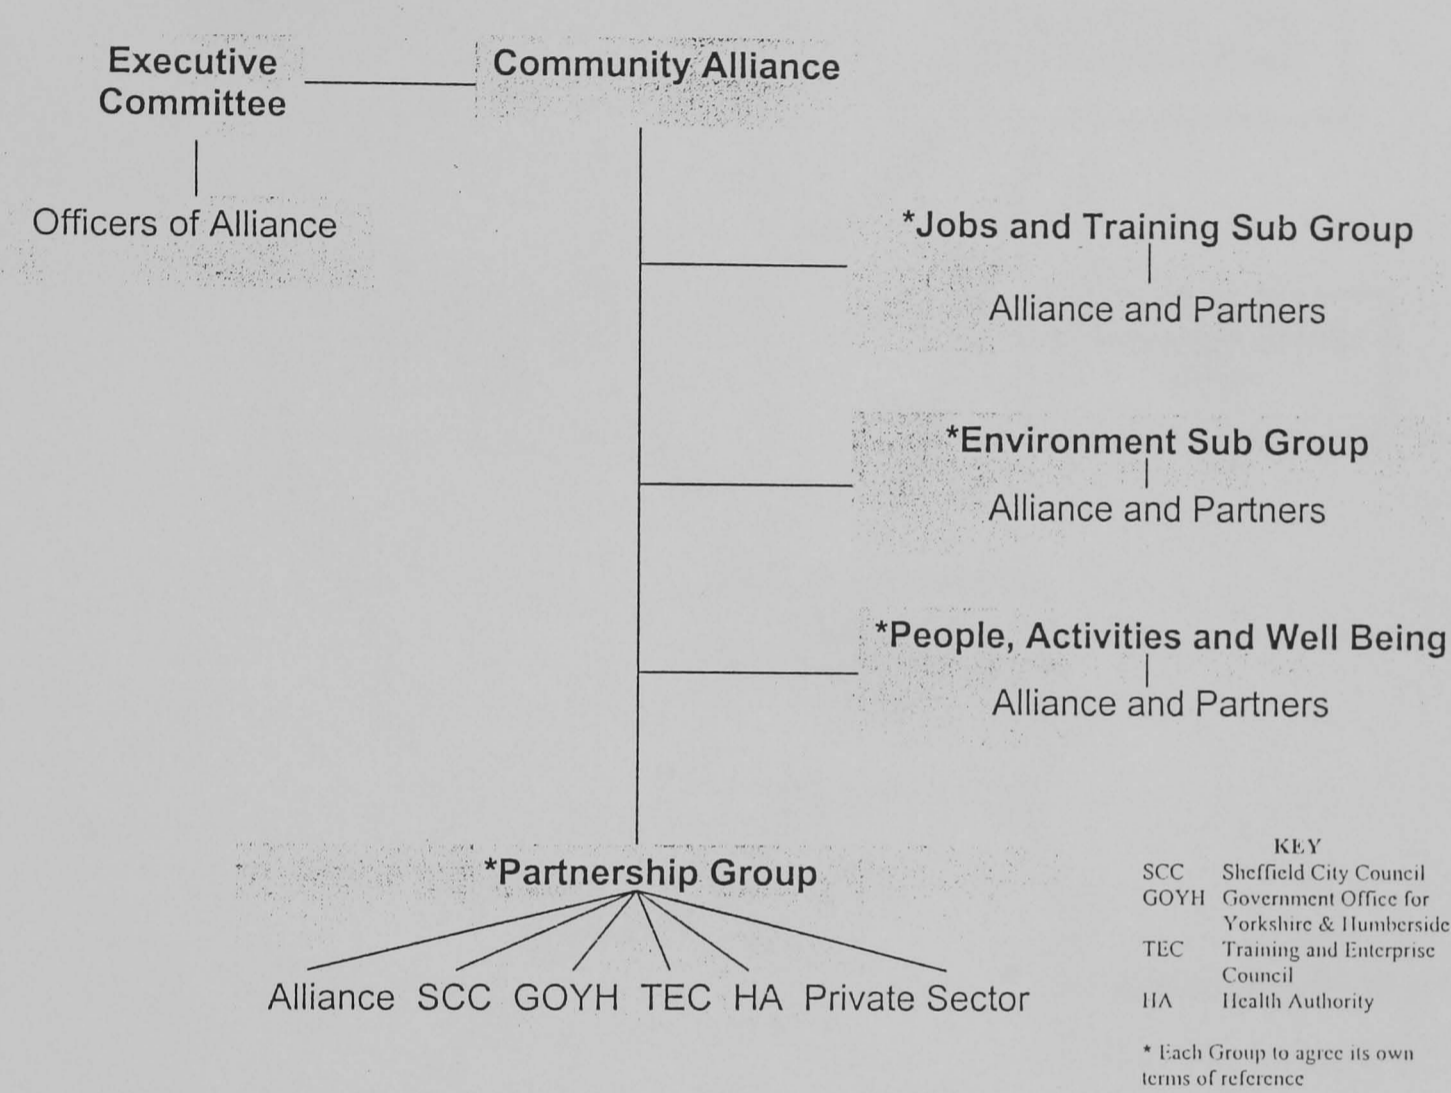 Executive
Committee
Community Alliance
Officers of Alliance
*Jobs and Training Sub Group
Alliance and Partners
*Environment Sub Group
Alliance and Partners
*People, Activities and Well Being
Alliance and Partners
*Partnership Group
Alliance SCC GOYH TEC HA Private Sector
KEY
SCC Sheffield City Council
GOYH Government Office for
Yorkshire & Humberside
TEC Training and Enterprise
Council
HA Health Authority
* Each Group to agree its own
terms of reference